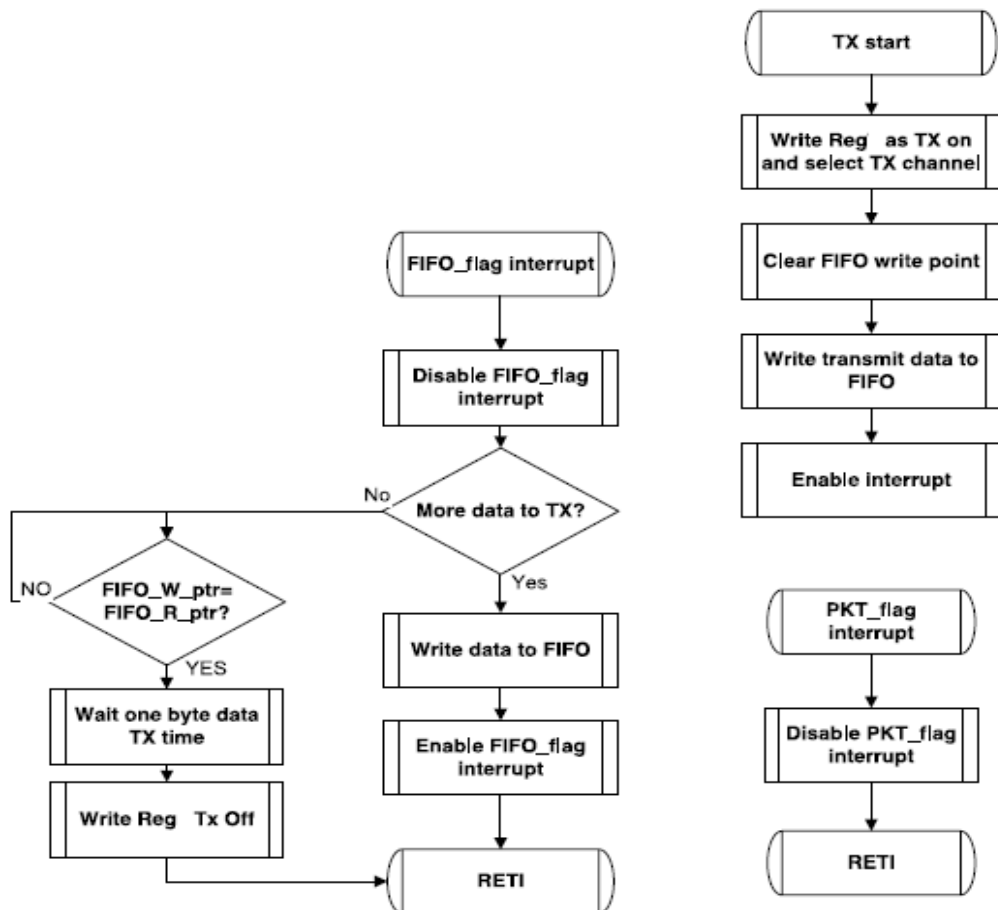 TX start
Write Reg as TX on
and select TX channel
Clear FIFO write point
Write transmit data to
FIFO
Enable interrupt
FIFO_flag interrupt
Disable FIFO_flag
interrupt
More data to TX?
No
Yes
FIFO_W_ptr=
FIFO_R_ptr?
NO
YES
Wait one byte data
TX time
Write Reg Tx Off
Write data to FIFO
Enable FIFO_flag
interrupt
RETI
PKT_flag
interrupt
Disable PKT_flag
interrupt
RETI